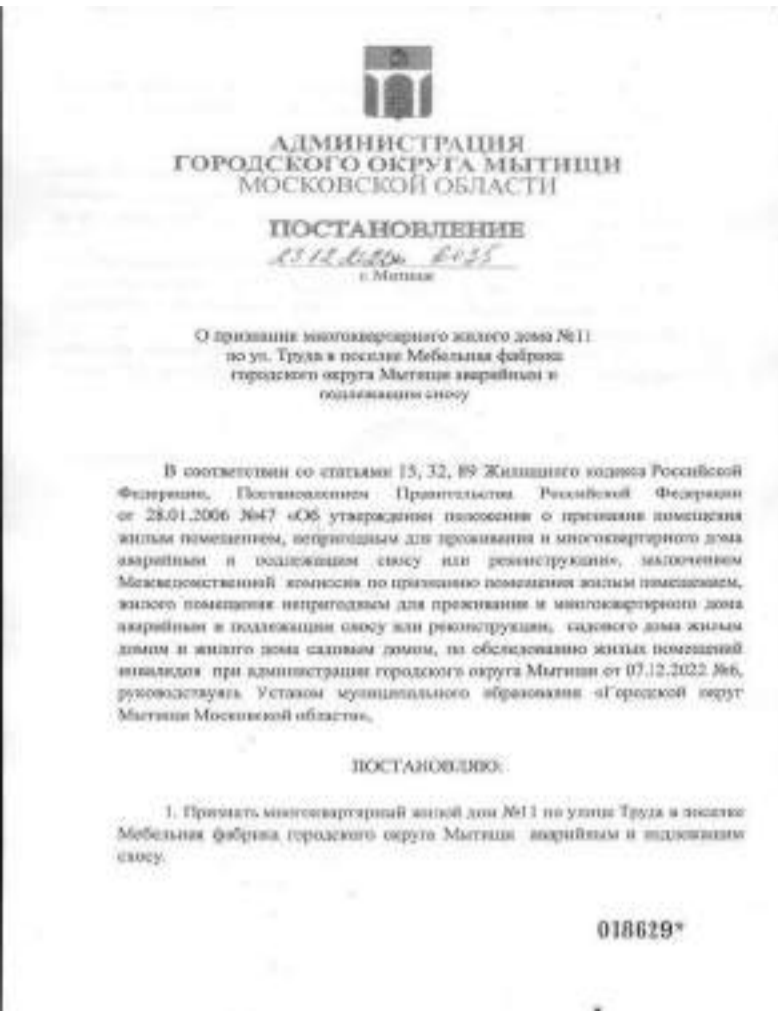 АДМИНИСТРАЦИЯ
ГОРОДСКОГО ОКРУГА МЫТИЩИ
МОСКОВСКОЙ ОБЛАСТИ
ПОСТАНОВЛЕНИЕ
г. Мытищи
О признании многоквартирного жилого дома №11
по ул. Труда в поселке Мебельная фабрика
городского округа Мытищи аварийным и
подлежащим сносу
В соответствии со статьями 15, 32, 89 Жилищного кодекса Российской
Федерации, Постановлением Правительства Российской Федерации
от 28.01.2006 №47 «Об утверждении положения о признании помещения
жилым помещением, непригодным для проживания и многоквартирного дома
аварийным и подлежащим сносу или реконструкции», заключением
Межведомственной комиссии по признанию помещения жилым помещением,
жилого помещения непригодным для проживания и многоквартирного дома
аварийным и подлежащим сносу или реконструкции, садового дома жилым
домом и жилого дома садовым домом, по обследованию жилых помещений
инвалидов при администрации городского округа Мытищи от 07.12.2022 №6,
руководствуясь Уставом муниципального образования «Городской округ
Мытищи Московской области»,
ПОСТАНОВЛЯЮ:
1. Признать многоквартирный жилой дом №11 по улице Труда в поселке
Мебельная фабрика городского округа Мытищи аварийным и подлежащим
сносу.
018629*